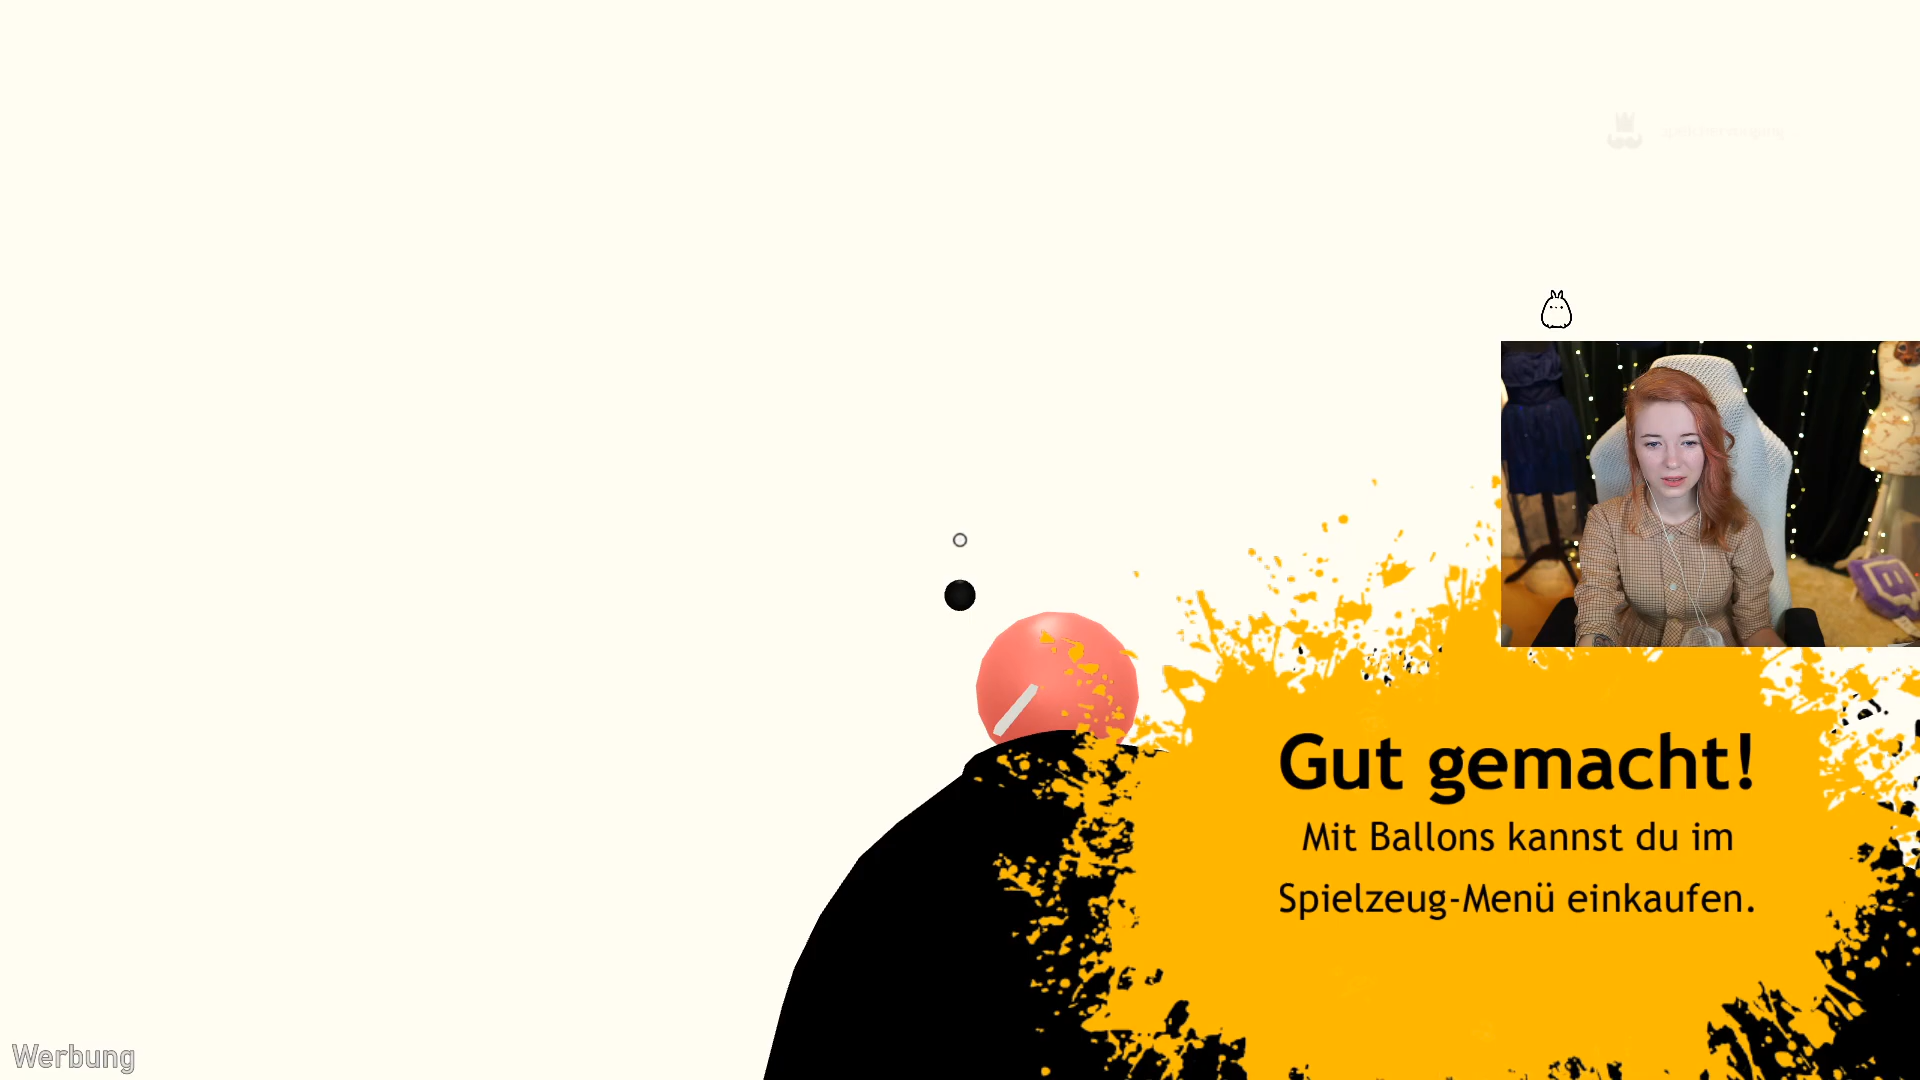 Gut gemacht!
Mit Ballons kannst du im
Spielzeug-Menü einkaufen.
Werbung